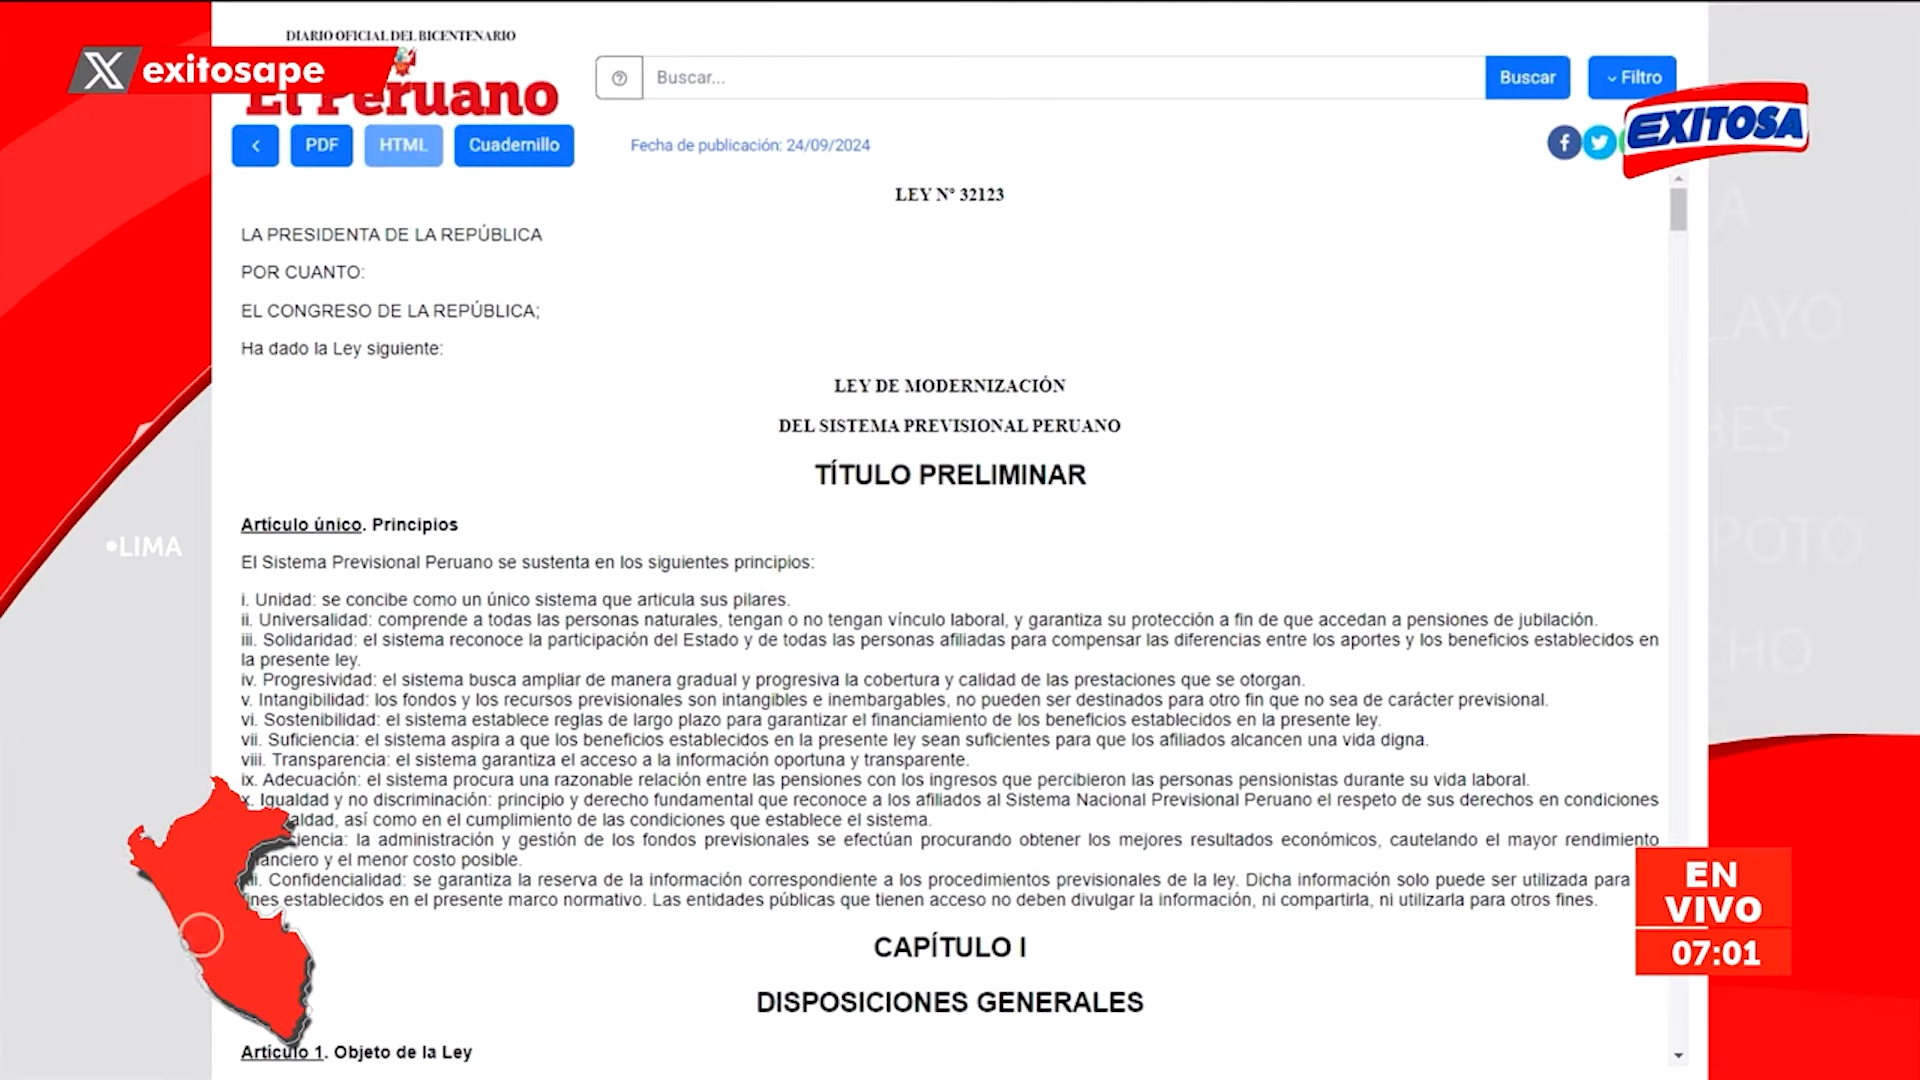 DIARIO OFICIAL DEL BICENTENARIO
X exitosape
El Peruano
Buscar...
Buscar
Filtro
EXITOSA
PDF
HTML
Cuadernillo
Fecha de publicación: 24/09/2024
LEY Nº 32123
LA PRESIDENTA DE LA REPÚBLICA
POR CUANTO:
EL CONGRESO DE LA REPÚBLICA;
Ha dado la Ley siguiente:
LEY DE MODERNIZACIÓN
DEL SISTEMA PREVISIONAL PERUANO
TÍTULO PRELIMINAR
Artículo único. Principios
•LIMA
El Sistema Previsional Peruano se sustenta en los siguientes principios:
i. Unidad: se concibe como un único sistema que articula sus pilares.
ii. Universalidad: comprende a todas las personas naturales, tengan o no tengan vínculo laboral, y garantiza su protección a fin de que accedan a pensiones de jubilación.
iii. Solidaridad: el sistema reconoce la participación del Estado y de todas las personas afiliadas para compensar las diferencias entre los aportes y los beneficios establecidos en
la presente ley.
iv. Progresividad: el sistema busca ampliar de manera gradual y progresiva la cobertura y calidad de las prestaciones que se otorgan.
v. Intangibilidad: los fondos y los recursos previsionales son intangibles e inembargables, no pueden ser destinados para otro fin que no sea de carácter previsional.
vi. Sostenibilidad: el sistema establece reglas de largo plazo para garantizar el financiamiento de los beneficios establecidos en la presente ley.
vii. Suficiencia: el sistema aspira a que los beneficios establecidos en la presente ley sean suficientes para que los afiliados alcancen una vida digna.
viii. Transparencia: el sistema garantiza el acceso a la información oportuna y transparente.
ix. Adecuación: el sistema procura una razonable relación entre las pensiones con los ingresos que percibieron las personas pensionistas durante su vida laboral.
x. Igualdad y no discriminación: principio y derecho fundamental que reconoce a los afiliados al Sistema Nacional Previsional Peruano el respeto de sus derechos en condiciones
aldad, así como en el cumplimiento de las condiciones que establece el sistema.
iencia: la administración y gestión de los fondos previsionales se efectúan procurando obtener los mejores resultados económicos, cautelando el mayor rendimiento
anciero y el menor costo posible.
ii. Confidencialidad: se garantiza la reserva de la información correspondiente a los procedimientos previsionales de la ley. Dicha información solo puede ser utilizada para
ines establecidos en el presente marco normativo. Las entidades públicas que tienen acceso no deben divulgar la información, ni compartirla, ni utilizarla para otros fines.
EN
VIVO
07:01
CAPÍTULO I
DISPOSICIONES GENERALES
Artículo 1. Objeto de la Ley